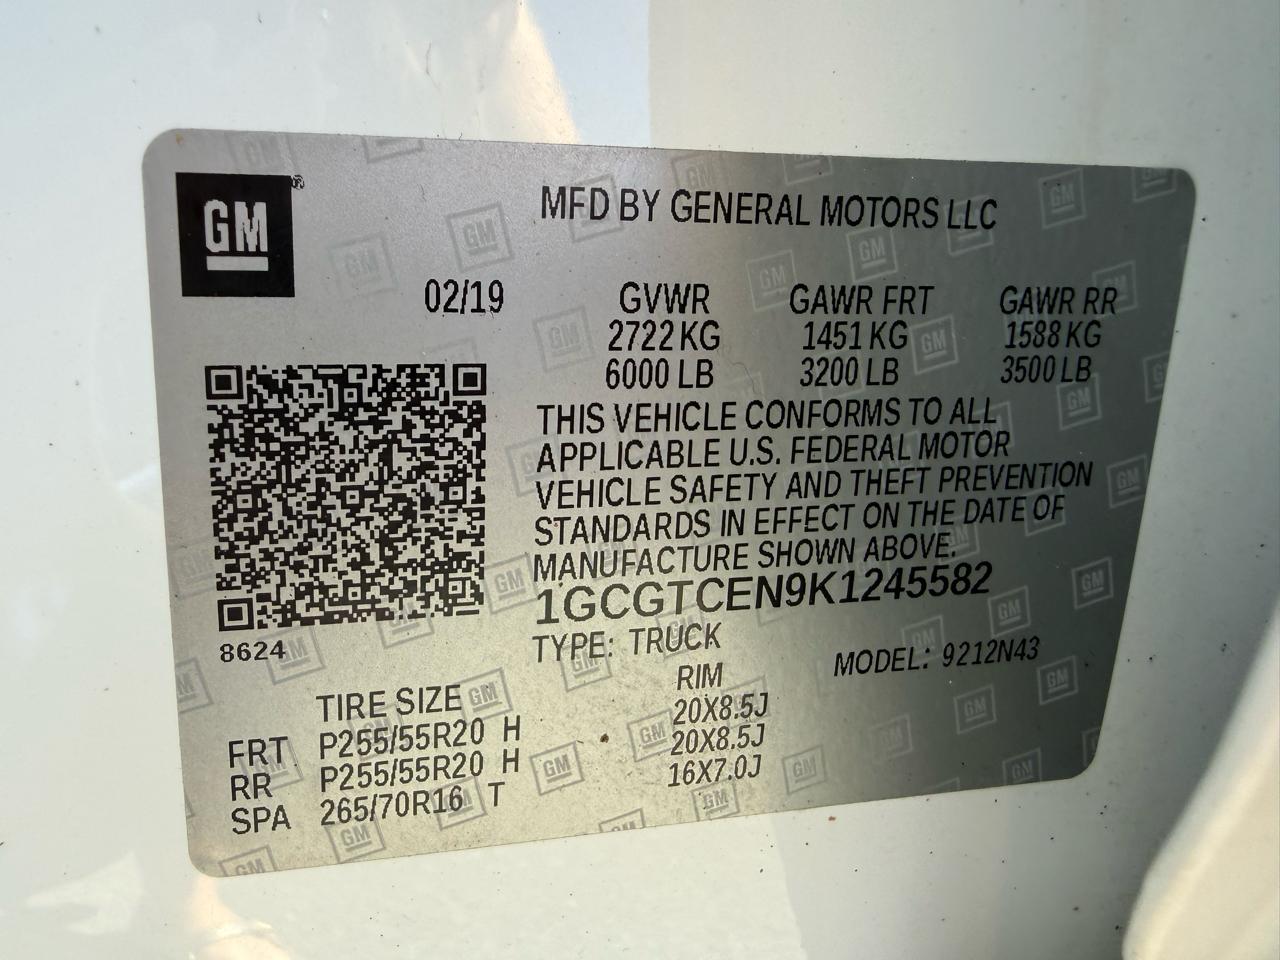 GM
MFD BY GENERAL MOTORS LLC
02/19 GVWR GAWR FRT GAWR RR
2722 KG 1451 KG 1588 KG
6000 LB 3200 LB 3500 LB
THIS VEHICLE CONFORMS TO ALL
APPLICABLE U.S. FEDERAL MOTOR
VEHICLE SAFETY AND THEFT PREVENTION
STANDARDS IN EFFECT ON THE DATE OF
MANUFACTURE SHOWN ABOVE.
1GCGTCEN9K1245582
8624
TYPE: TRUCK MODEL: 9212N43
TIRE SIZE RIM
FRT P255/55R20 H 20X8.5J
RR P255/55R20 H 20X8.5J
SPA 265/70R16 T 16X7.0J